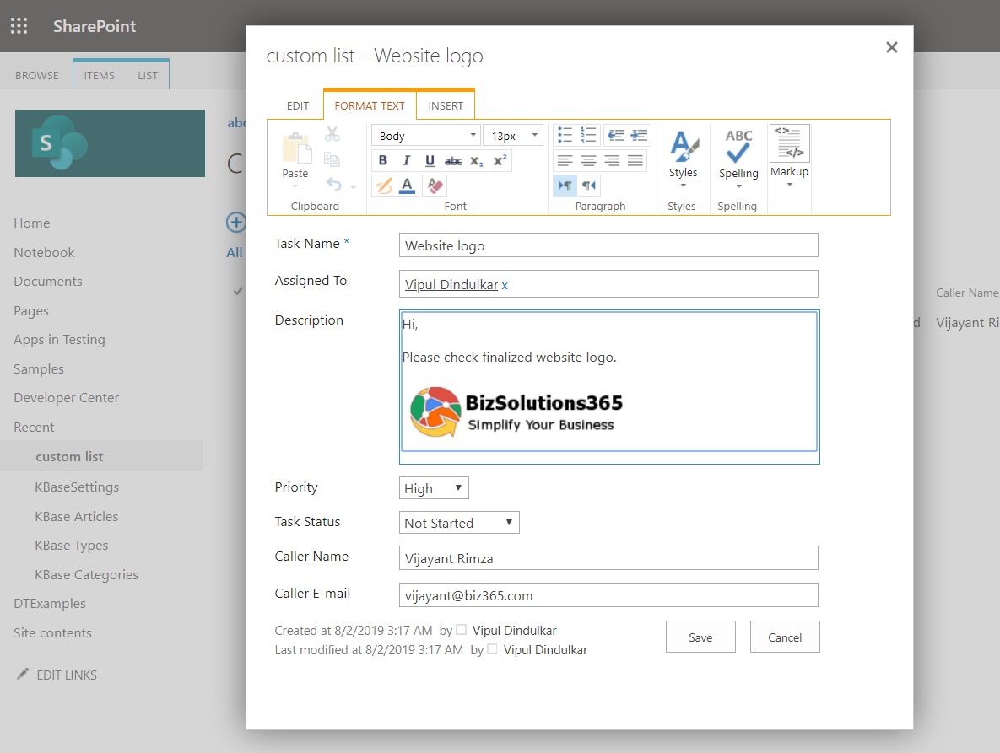 SharePoint
BROWSE ITEMS LIST
S
Home
Notebook
Documents
Pages
Apps in Testing
Samples
Developer Center
Recent
custom list
KBaseSettings
KBase Articles
KBase Types
KBase Categories
DTExamples
Site contents
EDIT LINKS
abc
C
All
custom list - Website logo
EDIT FORMAT TEXT INSERT
Paste
Clipboard
Body 13px
B I U abc X₂ X²
A
Font
Paragraph
Styles
Styles
ABC
Spelling
Spelling
Markup
Task Name * Website logo
Assigned To Vipul Dindulkar x
Description Hi,
Please check finalized website logo.
BizSolutions365
Simplify Your Business
Priority High
Task Status Not Started
Caller Name Vijayant Rimza
Caller E-mail vijayant@biz365.com
Created at 8/2/2019 3:17 AM by Vipul Dindulkar
Last modified at 8/2/2019 3:17 AM by Vipul Dindulkar
Save Cancel
Caller Name
d Vijayant Ri